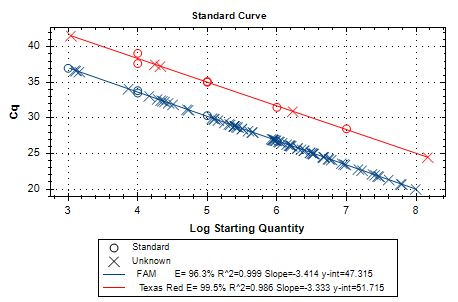 Standard Curve
40
35
30
25
20
Cq
3 4 5 6 7 8
Log Starting Quantity
Standard
Unknown
FAM E= 96.3% R^2=0.999 Slope=-3.414 y-int=47.315
Texas Red E= 99.5% R^2=0.986 Slope=-3.333 y-int=51.715